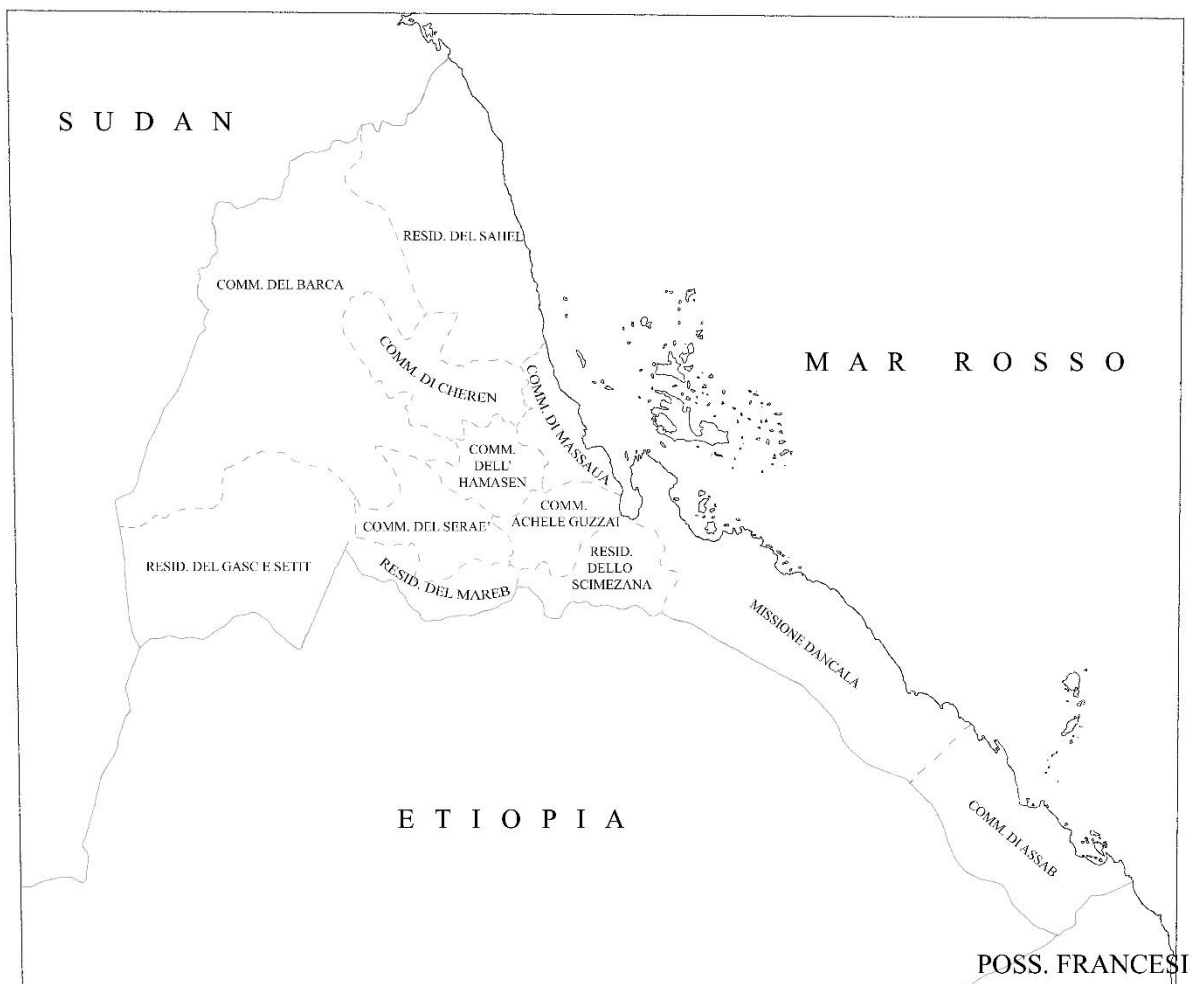 SUDAN
RESID. DEL SAHEL
COMM. DEL BARCA
MAR ROSSO
COMM. DI CHEREN
COMM. DI MASSAUA
COMM.
DELL'
HAMASEN
COMM.
ACHELE GUZZAI
COMM. DEL SERAE'
RESID.
DELLO
SCIMEZANA
RESID. DEL GASC E SETIT
RESID. DEL MAREB
MISSIONE DANCALA
ETIOPIA
COMM. DI ASSAB
POSS. FRANCESI